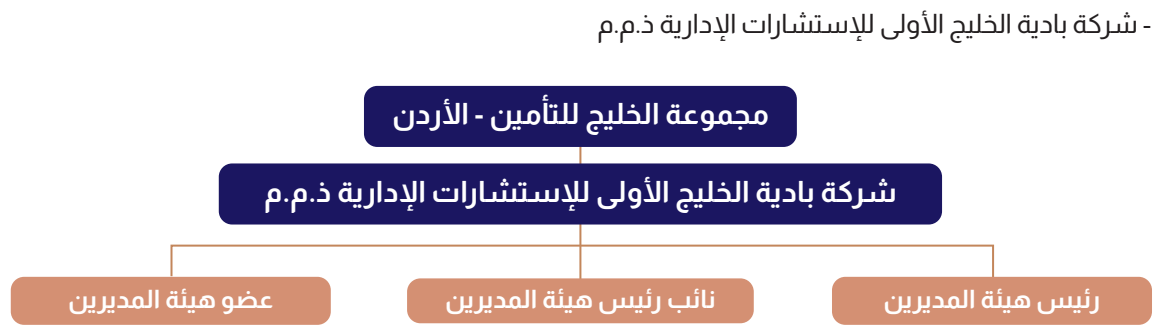 - شركة بادية الخليج الأولى للإستشارات الإدارية ذ.م.م
مجموعة الخليج للتأمين - الأردن
شركة بادية الخليج الأولى للإستشارات الإدارية ذ.م.م
رئيس هيئة المديرين
نائب رئيس هيئة المديرين
عضو هيئة المديرين